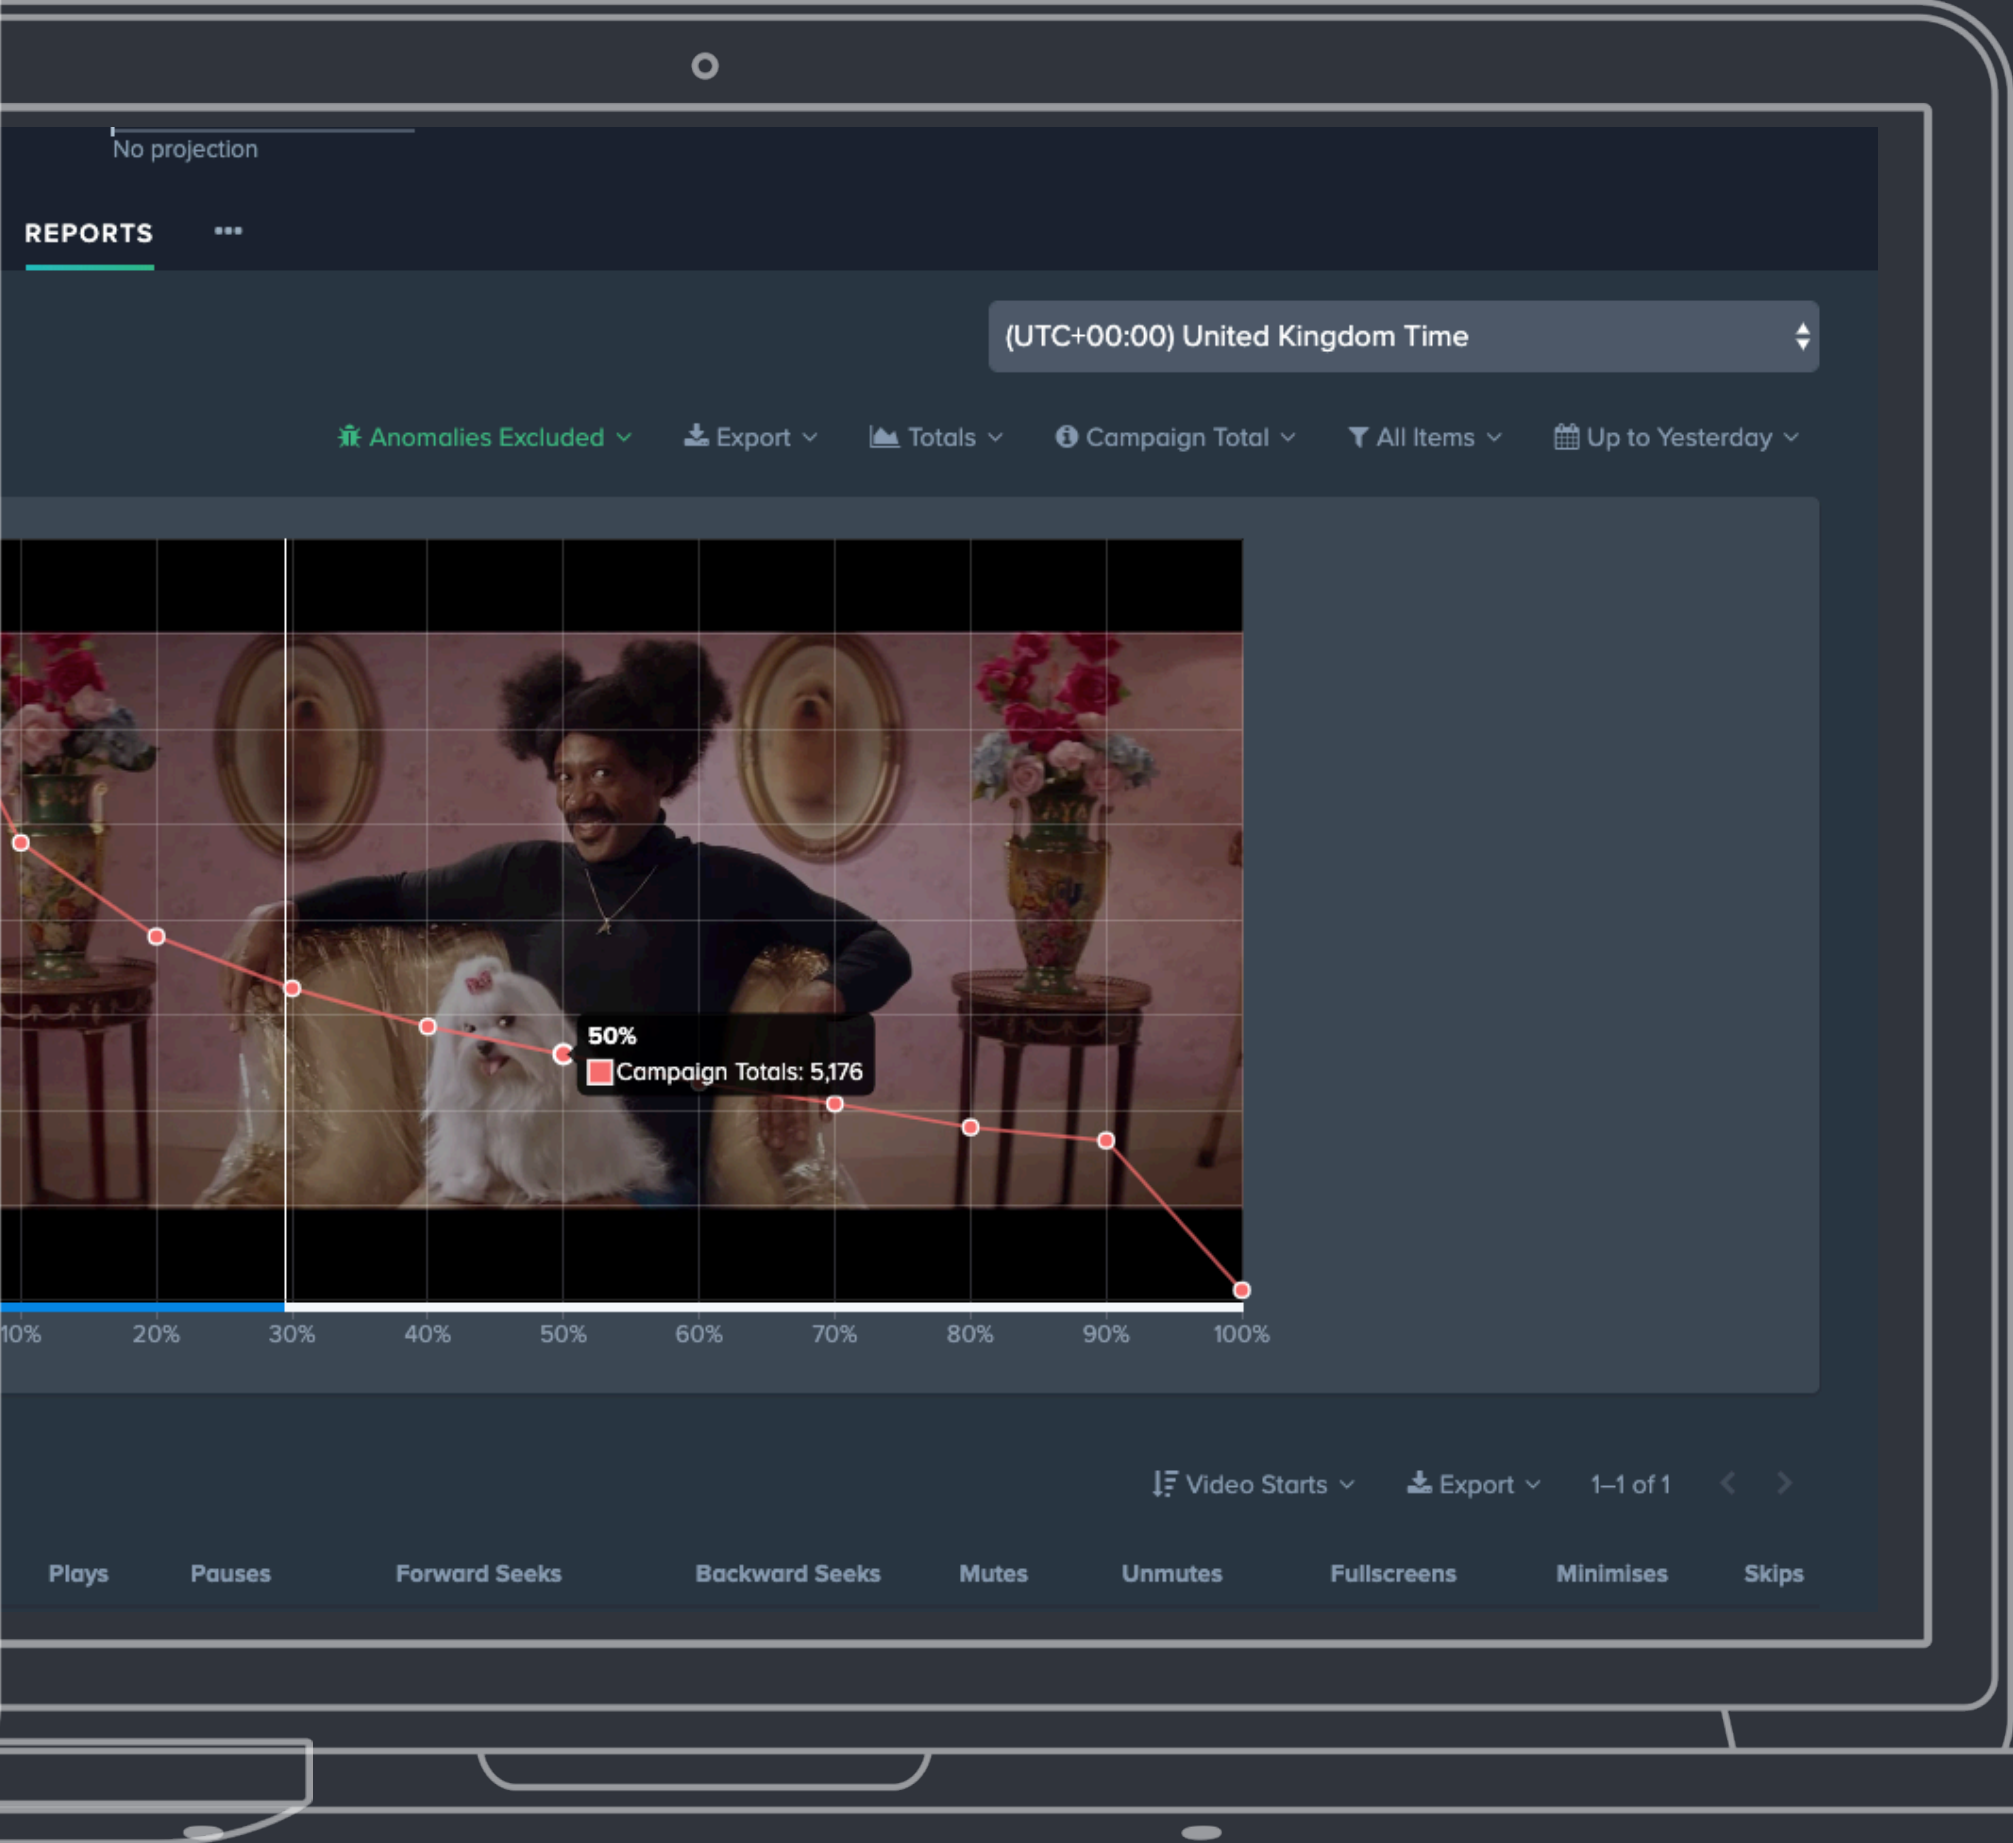 No projection
REPORTS
(UTC+00:00) United Kingdom Time
Anomalies Excluded Export Totals Campaign Total All Items Up to Yesterday
50%
Campaign Totals: 5,176
10% 20% 30% 40% 50% 60% 70% 80% 90% 100%
Video Starts Export 1–1 of 1
Plays Pauses Forward Seeks Backward Seeks Mutes Unmutes Fullscreens Minimises Skips